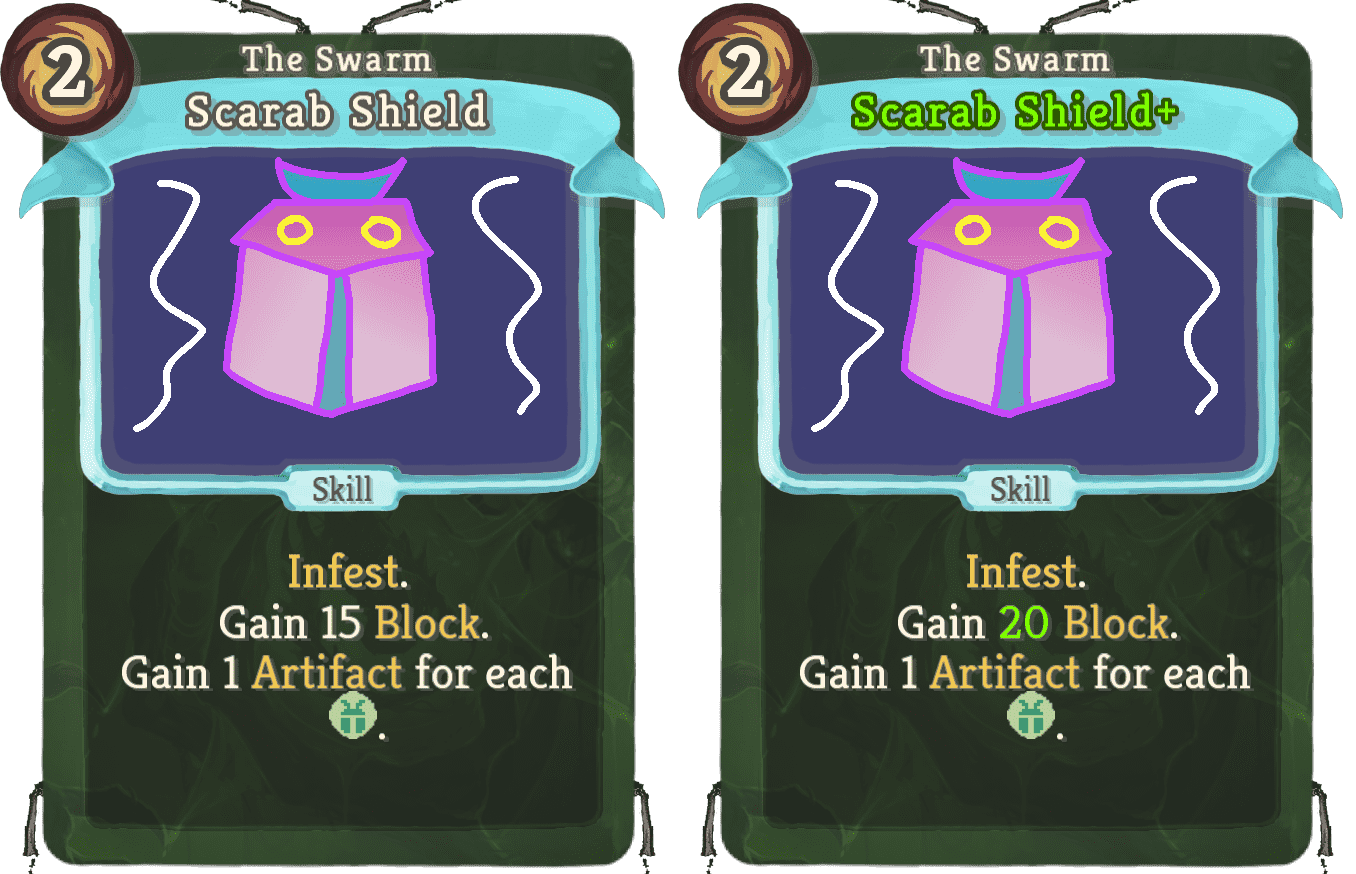 2
The Swarm
Scarab Shield
Skill
Infest.
Gain 15 Block.
Gain 1 Artifact for each
.
2
The Swarm
Scarab Shield+
Skill
Infest.
Gain 20 Block.
Gain 1 Artifact for each
.